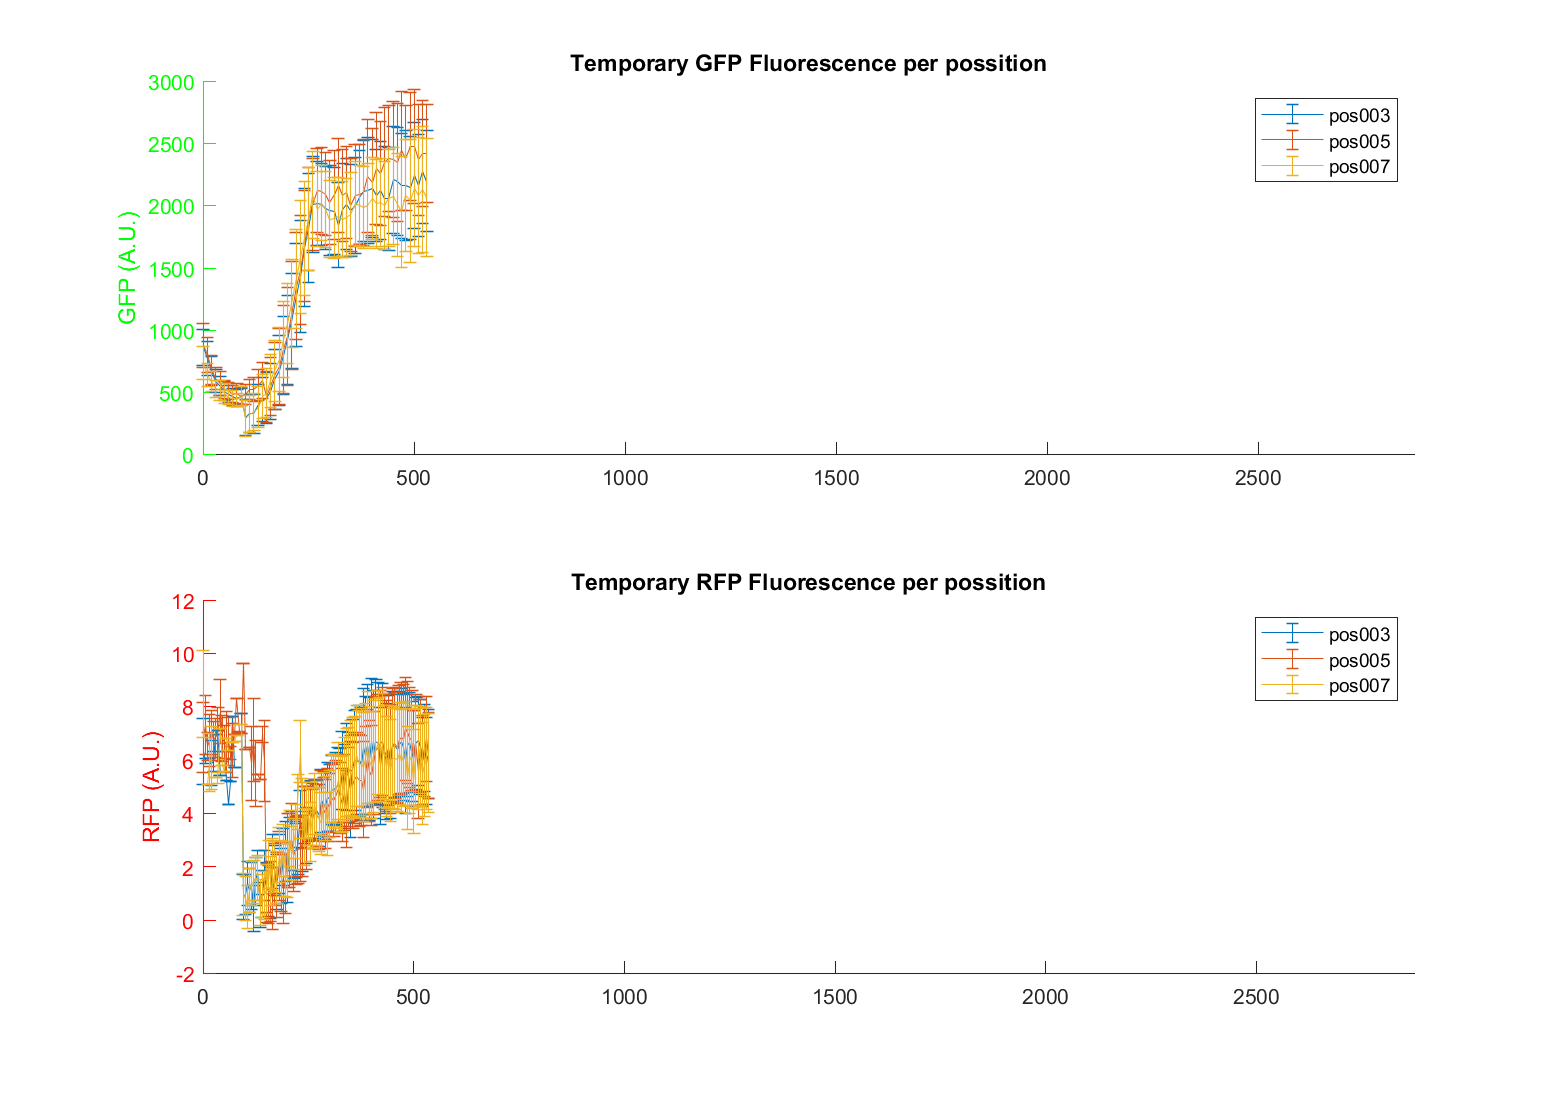 Temporary GFP Fluorescence per possition
3000
2500
2000
1500
1000
500
0
GFP (A.U.)
0 500 1000 1500 2000 2500
pos003
pos005
pos007
Temporary RFP Fluorescence per possition
12
10
8
6
4
2
0
-2
RFP (A.U.)
0 500 1000 1500 2000 2500
pos003
pos005
pos007